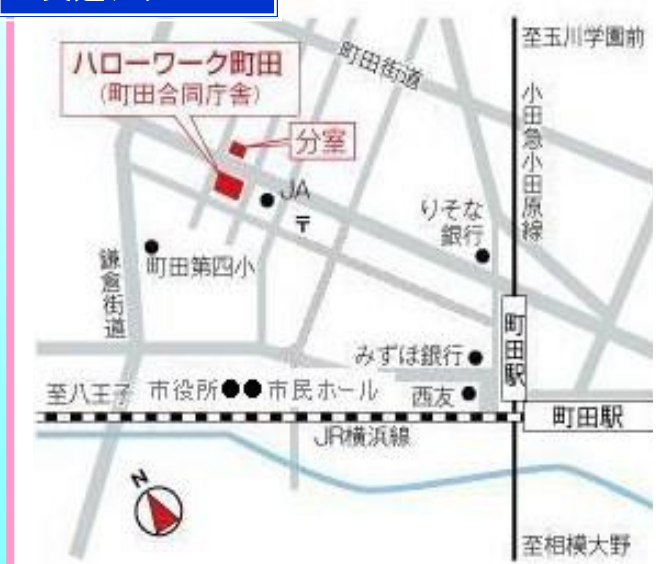 ハローワーク町田
(町田合同庁舎)
分室
町田街道
至玉川学園前
小田急小田原線
JA
〒
りそな
銀行
町田第四小
鎌倉街道
町田駅
みずほ銀行
西友
至八王子
市役所
市民ホール
町田駅
JR横浜線
N
至相模大野